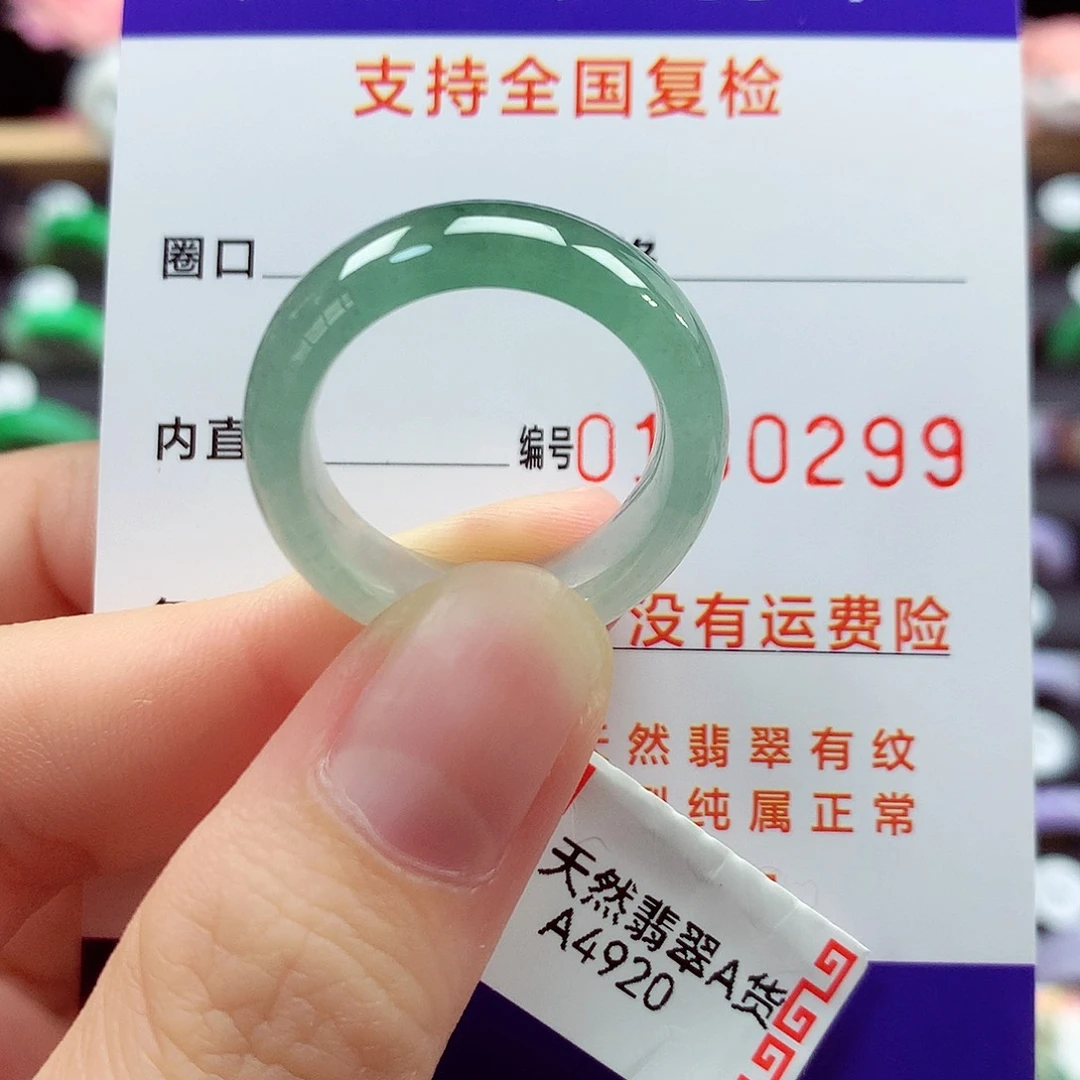 支持全国复检
圈口
内直
编号01 0299
没有运费险
然翡翠有纹
纯属正常
天然翡翠A货
A4920